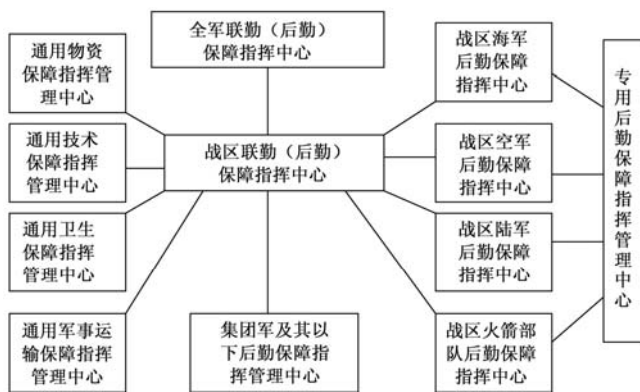 全军联勤（后勤）
保障指挥中心
通用物资
保障指挥管
理中心
战区海军
后勤保障
指挥中心
专用后勤保障指挥管理中心
通用技术
保障指挥
管理中心
战区联勤（后勤）
保障指挥中心
战区空军
后勤保障
指挥中心
通用卫生
保障指挥
管理中心
战区陆军
后勤保障
指挥中心
通用军事运
输保障指挥
管理中心
集团军及其以
下后勤保障指
挥管理中心
战区火箭部
队后勤保障
指挥中心